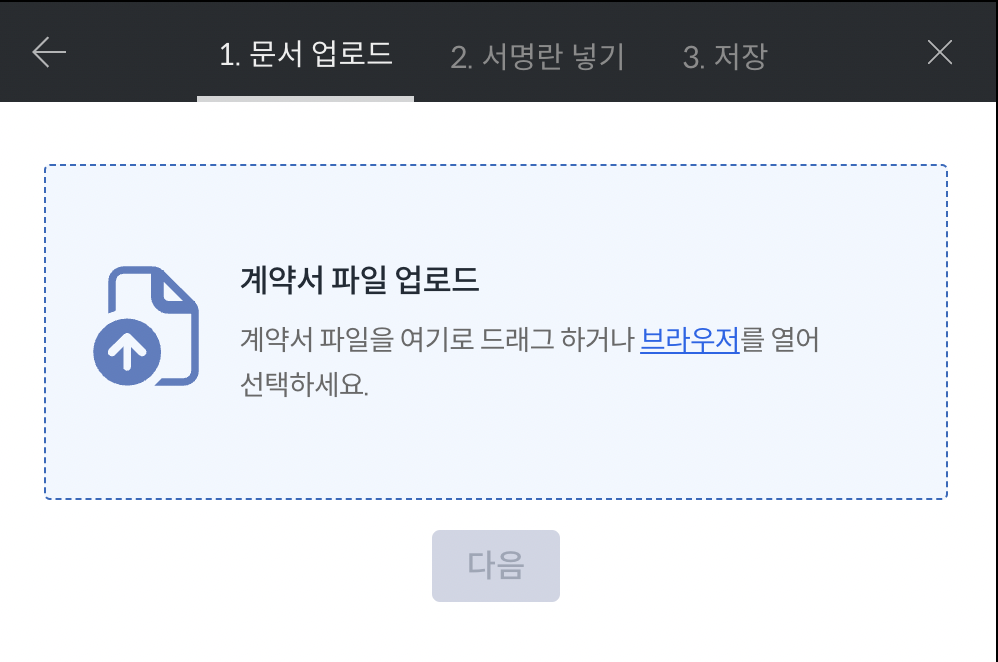 1. 문서 업로드
2. 서명란 넣기
3. 저장
계약서 파일 업로드
계약서 파일을 여기로 드래그 하거나 브라우저를 열어
선택하세요.
다음